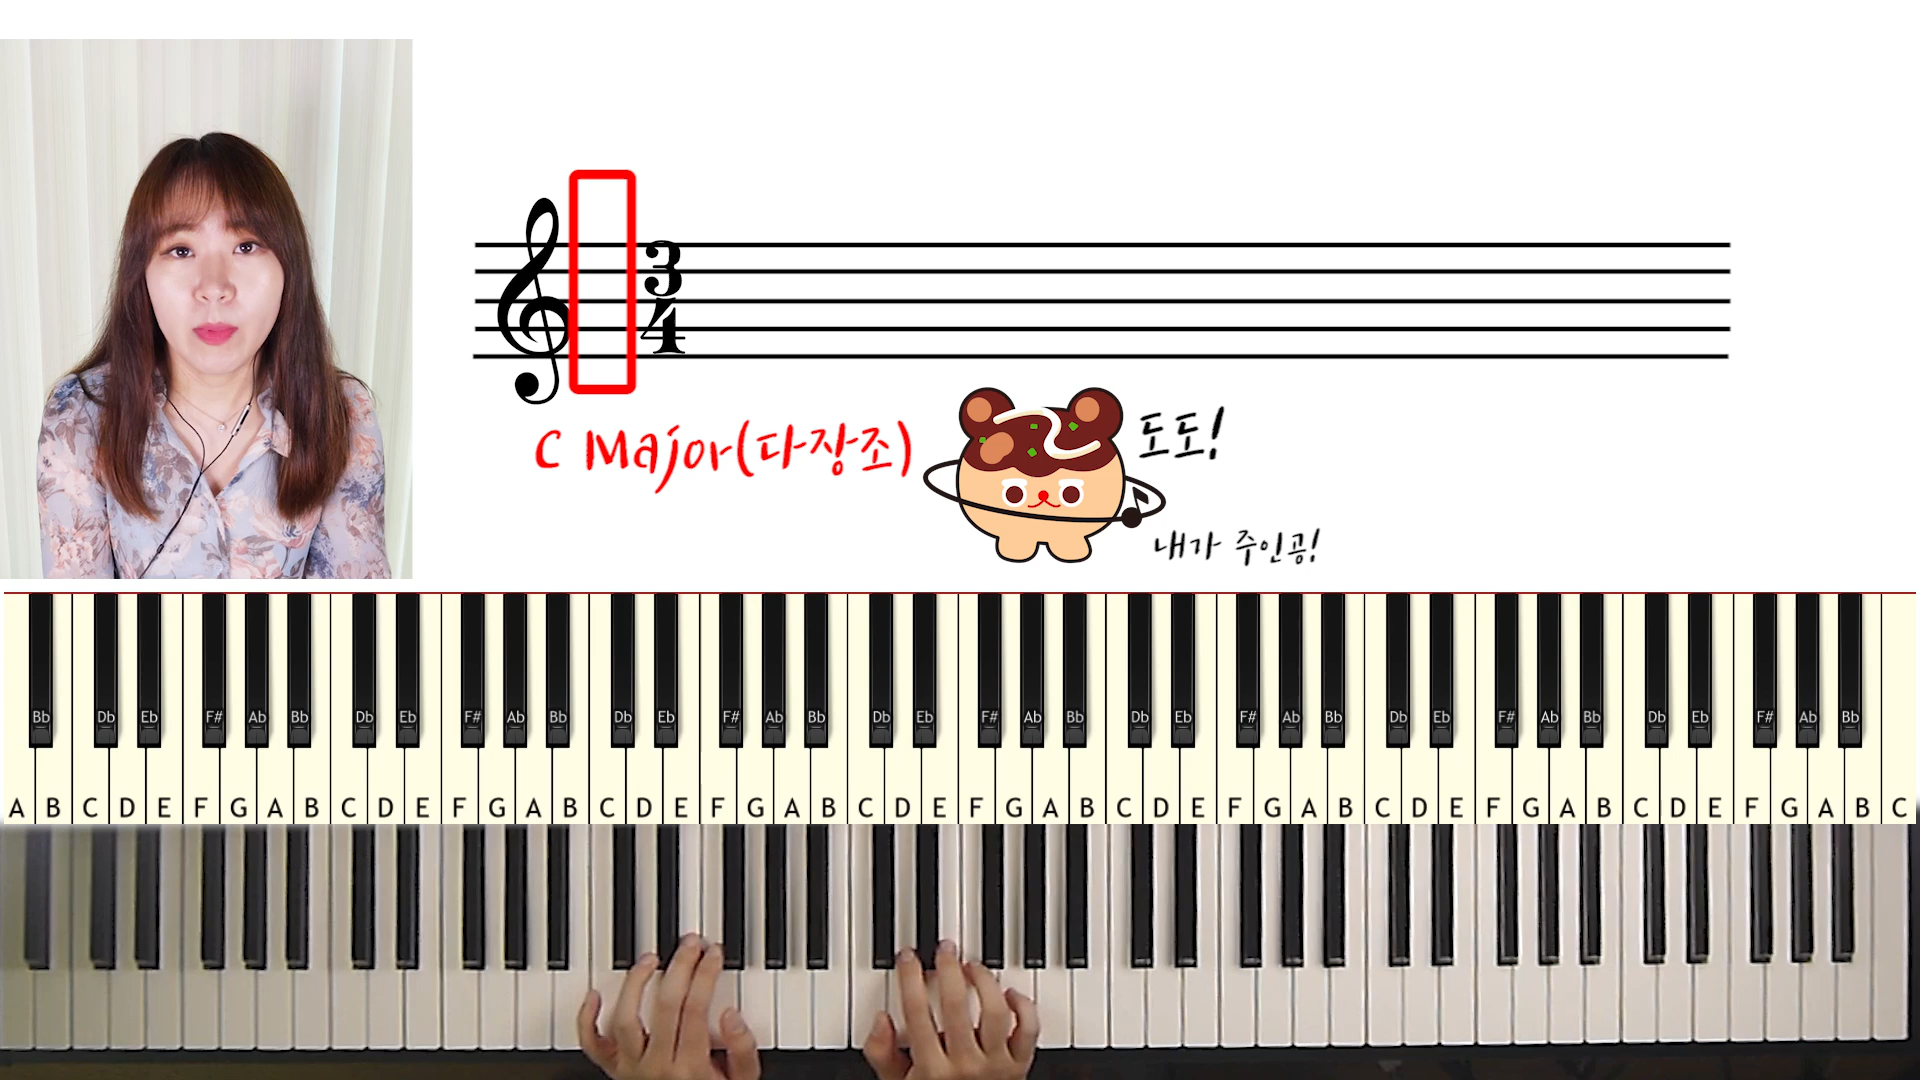 3
4
C Major(다장조)
도도!
내가 주인공!
Bb Db Eb F# Ab Bb Db Eb F# Ab Bb Db Eb F# Ab Bb Db Eb F# Ab Bb Db Eb F# Ab Bb Db Eb F# Ab Bb Db Eb F# Ab Bb
A B C D E F G A B C D E F G A B C D E F G A B C D E F G A B C D E F G A B C D E F G A B C D E F G A B C